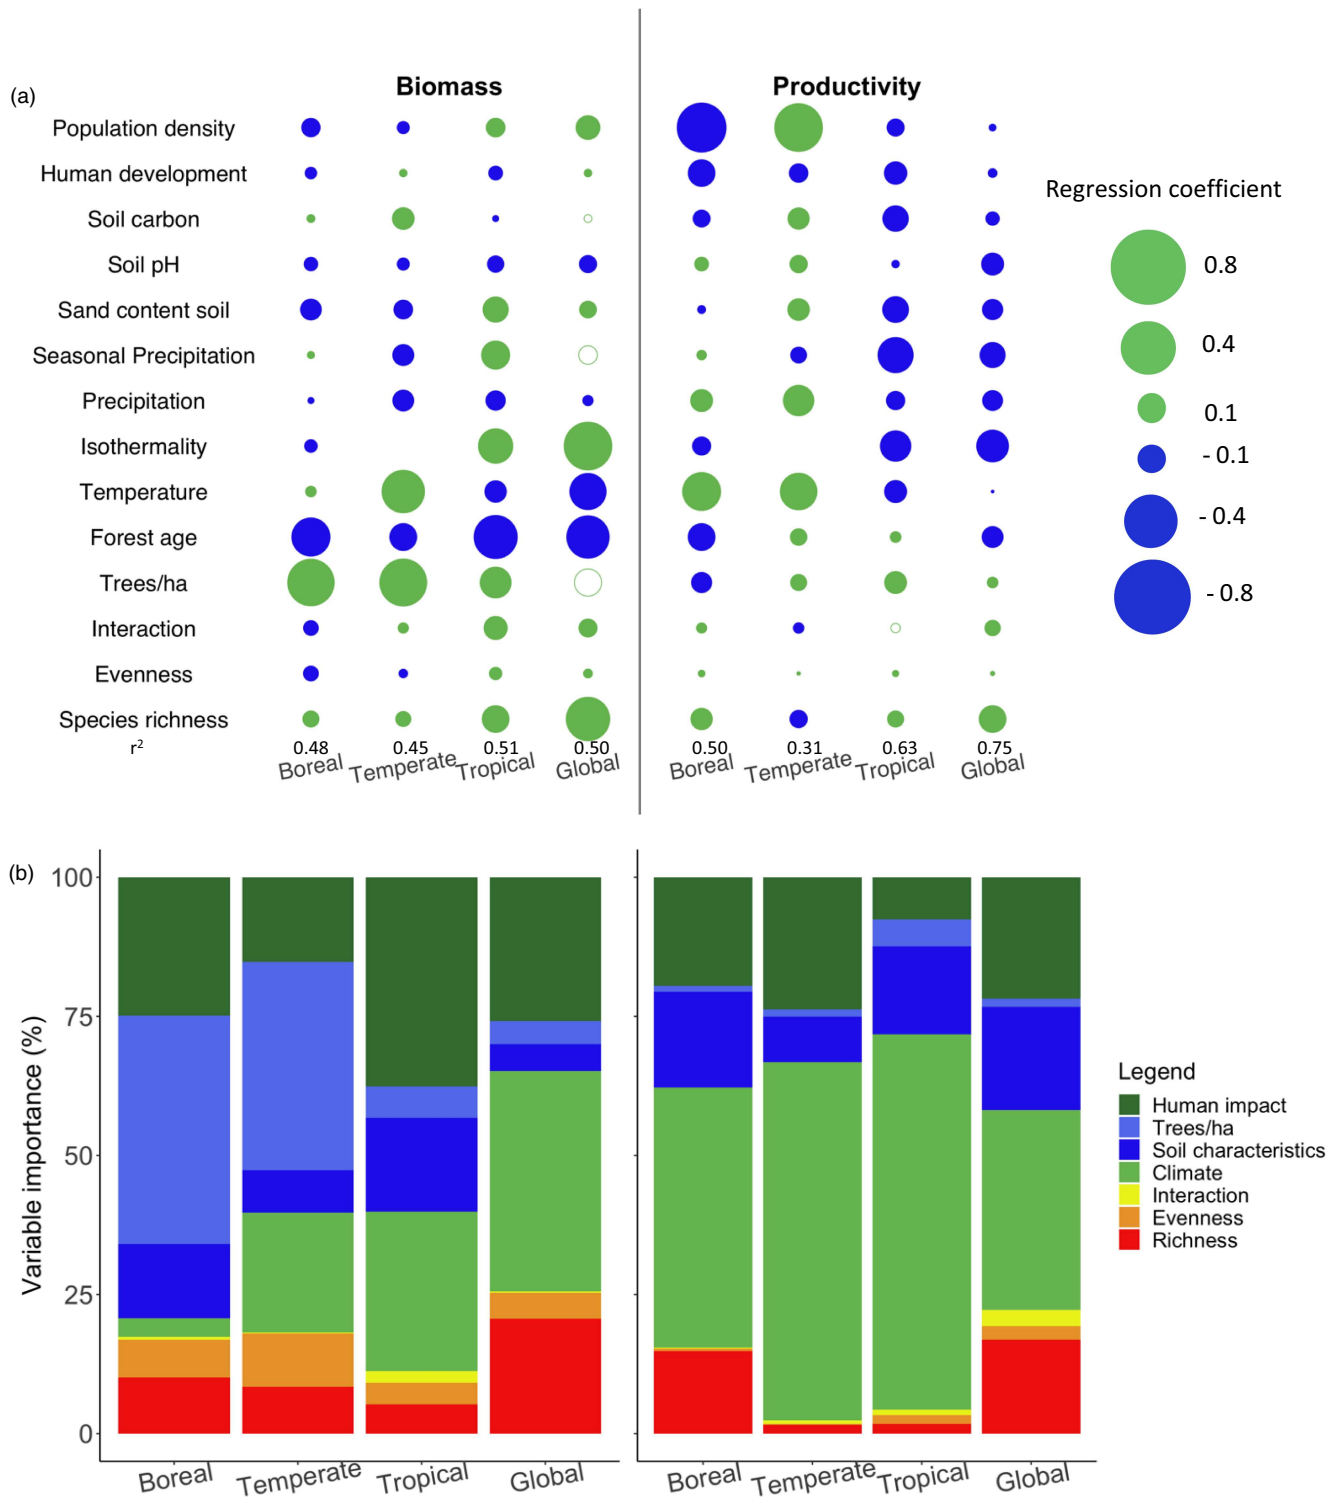 (a)
Biomass
Productivity
Population density
Human development
Soil carbon
Soil pH
Sand content soil
Seasonal Precipitation
Precipitation
Isothermality
Temperature
Forest age
Trees/ha
Interaction
Evenness
Species richness
r²
0.48 0.45 0.51 0.50
0.50 0.31 0.63 0.75
Boreal Temperate Tropical Global
Boreal Temperate Tropical Global
Regression coefficient
0.8
0.4
0.1
- 0.1
- 0.4
- 0.8
(b)
Variable importance (%)
100
75
50
25
0
Boreal Temperate Tropical Global
Boreal Temperate Tropical Global
Legend
Human impact
Trees/ha
Soil characteristics
Climate
Interaction
Evenness
Richness